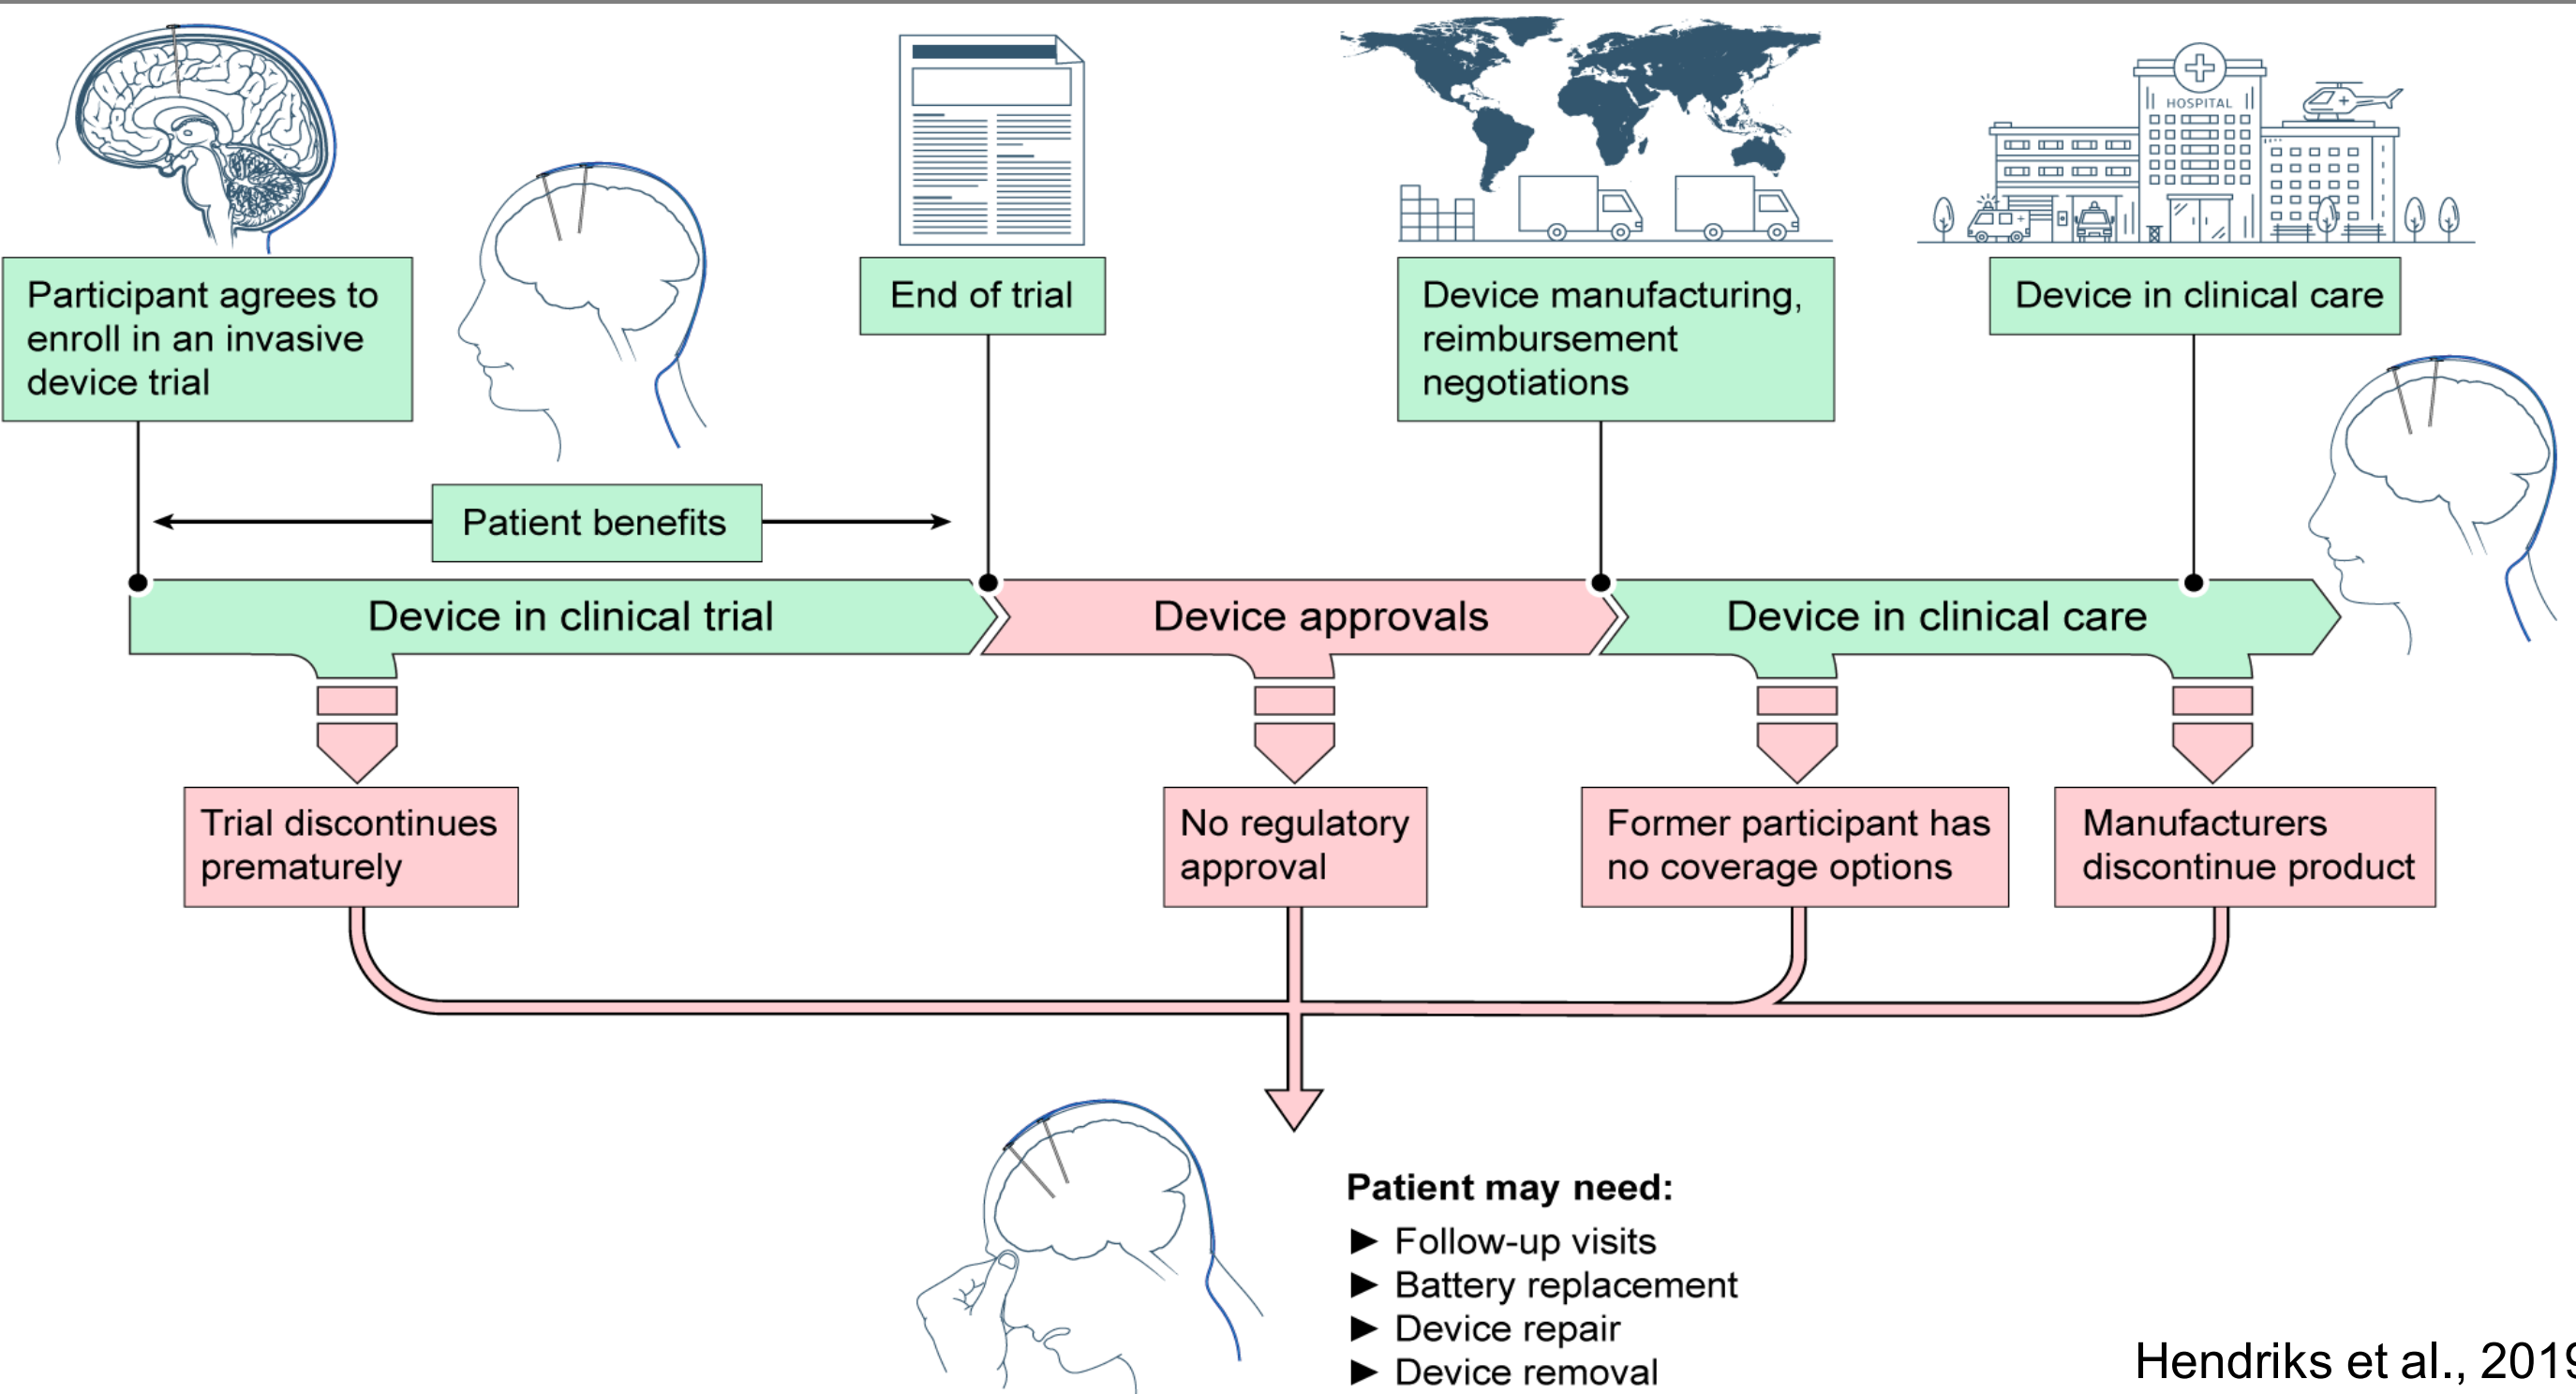 HOSPITAL
Participant agrees to
enroll in an invasive
device trial
End of trial
Device manufacturing,
reimbursement
negotiations
Device in clinical care
Patient benefits
Device in clinical trial
Device approvals
Device in clinical care
Trial discontinues
prematurely
No regulatory
approval
Former participant has
no coverage options
Manufacturers
discontinue product
Patient may need:
► Follow-up visits
► Battery replacement
► Device repair
► Device removal
Hendriks et al., 2019